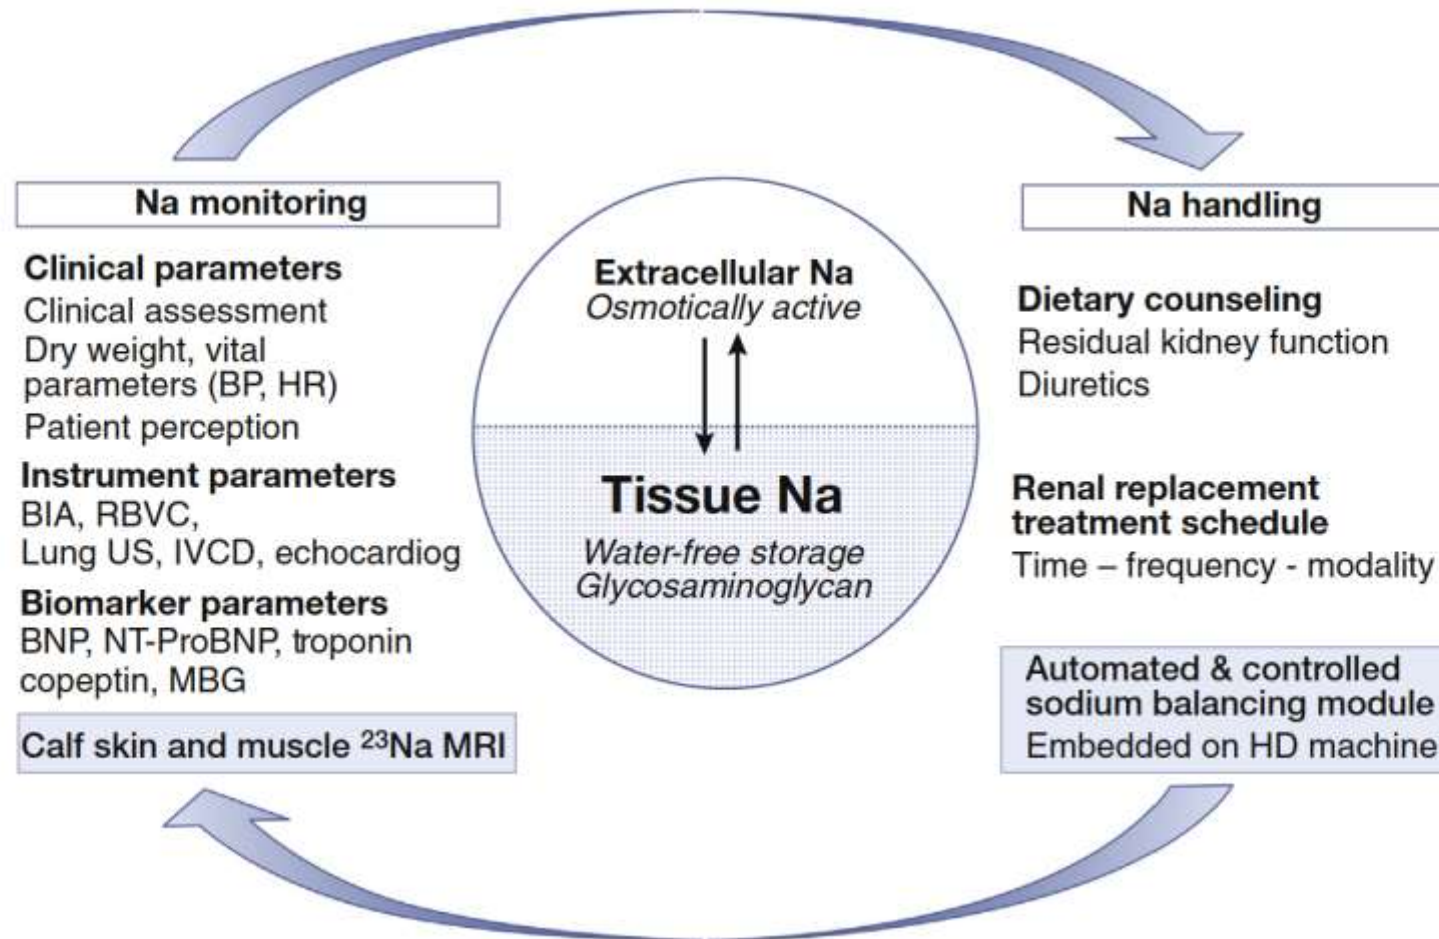 Na monitoring
Clinical parameters
Clinical assessment
Dry weight, vital
parameters (BP, HR)
Patient perception
Instrument parameters
BIA, RBVC,
Lung US, IVCD, echocardiog
Biomarker parameters
BNP, NT-ProBNP, troponin
copeptin, MBG
Calf skin and muscle ²³Na MRI
Extracellular Na
Osmotically active
Tissue Na
Water-free storage
Glycosaminoglycan
Na handling
Dietary counseling
Residual kidney function
Diuretics
Renal replacement
treatment schedule
Time – frequency - modality
Automated & controlled
sodium balancing module
Embedded on HD machine